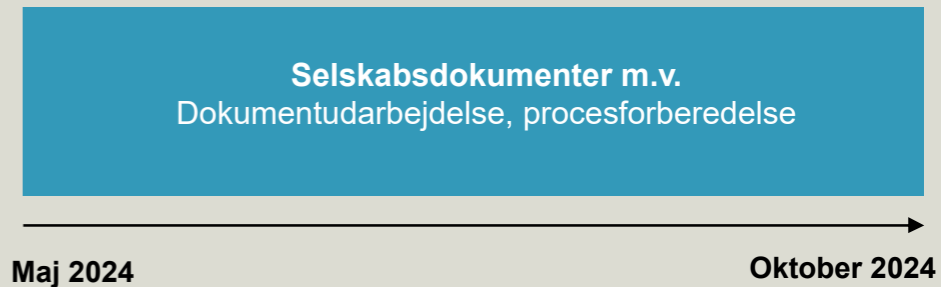 Selskabsdokumenter m.v.
Dokumentudarbejdelse, procesforberedelse
Maj 2024
Oktober 2024